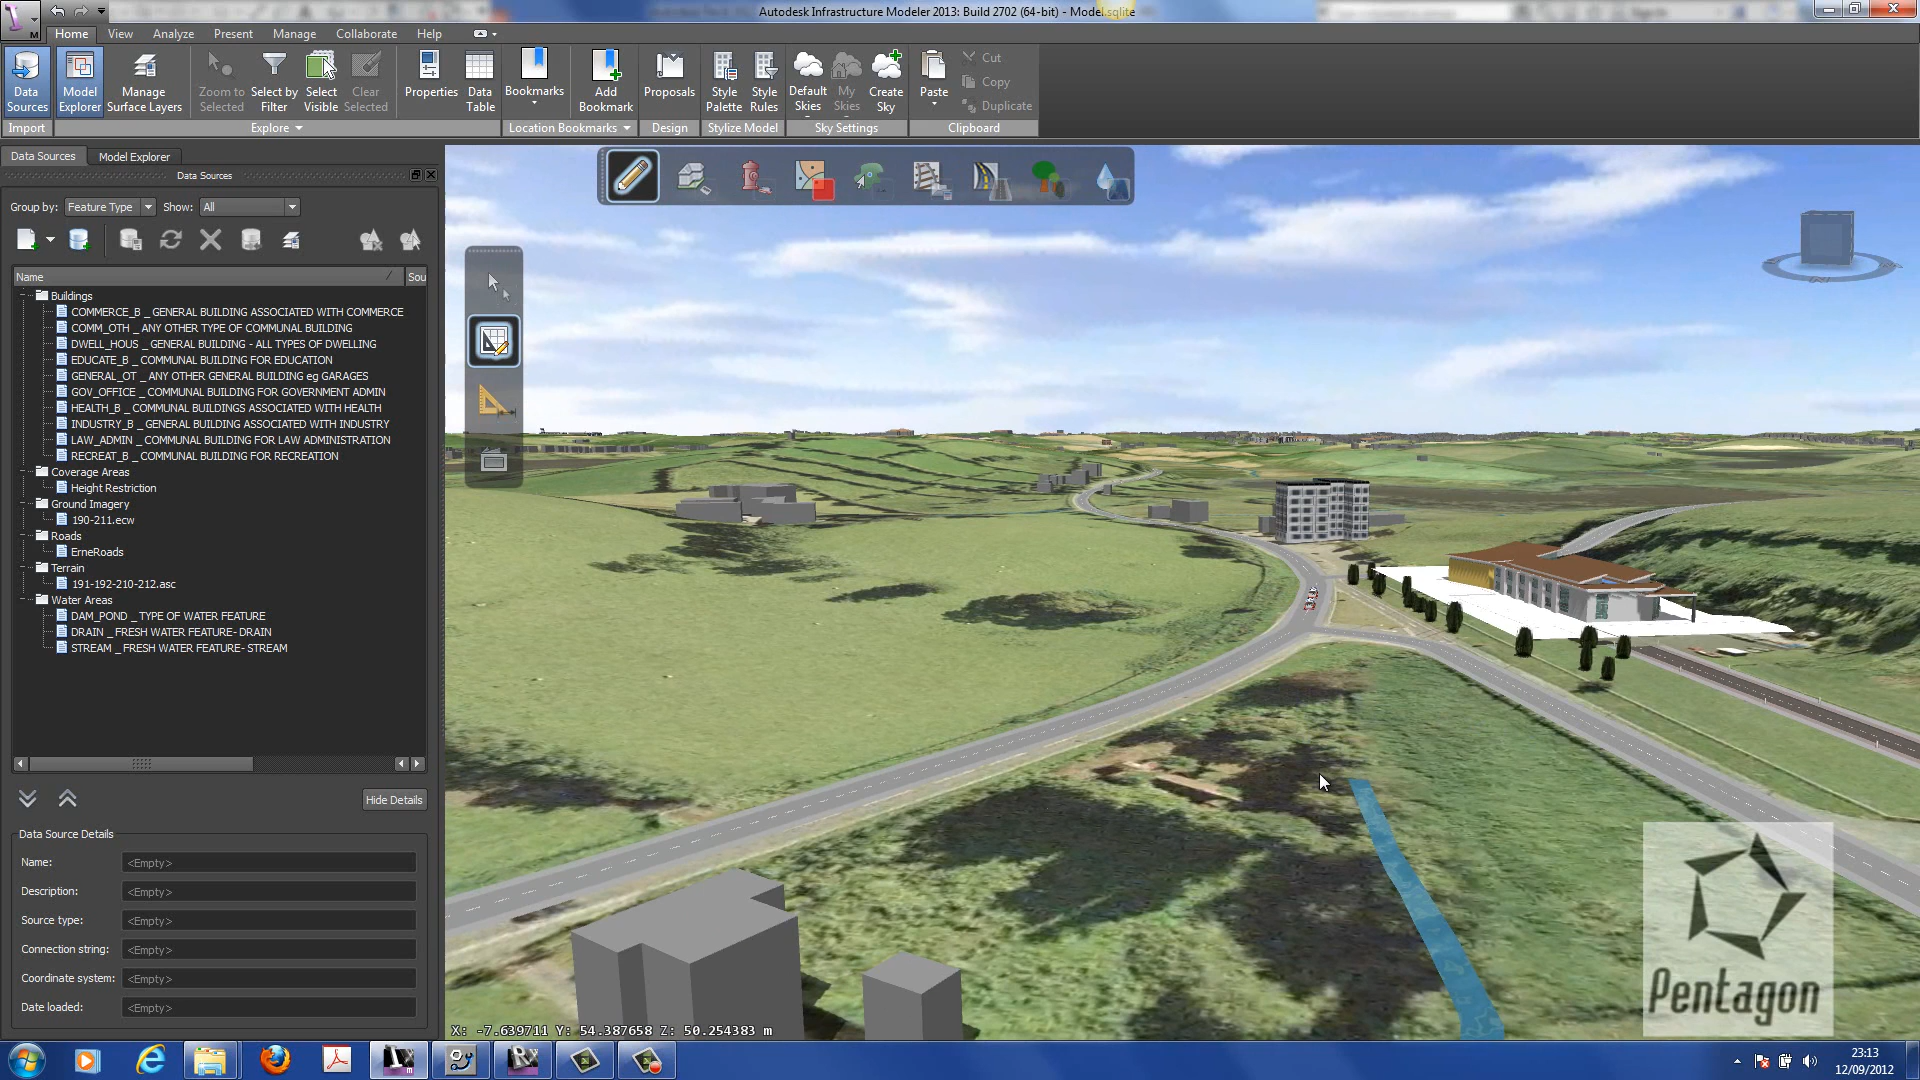 Autodesk Infrastructure Modeler 2013: Build 2702 (64-bit) - Model.sqlite
Home View Analyze Present Manage Collaborate Help
Data Sources
Model Explorer
Manage Surface Layers
Zoom to Selected
Select by Filter
Select Visible
Clear Selected
Properties
Data Table
Bookmarks
Add Bookmark
Proposals
Style Palette
Style Rules
Default Skies
My Skies
Create Sky
Paste
Cut
Copy
Duplicate
Import
Explore
Location Bookmarks
Design
Stylize Model
Sky Settings
Clipboard
Data Sources Model Explorer
Data Sources
Group by: Feature Type Show: All
Name Sou
Buildings
COMMERCE_B _ GENERAL BUILDING ASSOCIATED WITH COMMERCE
COMM_OTH _ ANY OTHER TYPE OF COMMUNAL BUILDING
DWELL_HOUS _ GENERAL BUILDING - ALL TYPES OF DWELLING
EDUCATE_B _ COMMUNAL BUILDING FOR EDUCATION
GENERAL_OT _ ANY OTHER GENERAL BUILDING eg GARAGES
GOV_OFFICE _ COMMUNAL BUILDING FOR GOVERNMENT ADMIN
HEALTH_B _ COMMUNAL BUILDINGS ASSOCIATED WITH HEALTH
INDUSTRY_B _ GENERAL BUILDING ASSOCIATED WITH INDUSTRY
LAW_ADMIN _ COMMUNAL BUILDING FOR LAW ADMINISTRATION
RECREAT_B _ COMMUNAL BUILDING FOR RECREATION
Coverage Areas
Height Restriction
Ground Imagery
190-211.ecw
Roads
ErneRoads
Terrain
191-192-210-212.asc
Water Areas
DAM_POND _ TYPE OF WATER FEATURE
DRAIN _ FRESH WATER FEATURE- DRAIN
STREAM _ FRESH WATER FEATURE- STREAM
Hide Details
Data Source Details
Name: <Empty>
Description: <Empty>
Source type: <Empty>
Connection string: <Empty>
Coordinate system: <Empty>
Date loaded: <Empty>
X: -7.639711 Y: 54.387658 Z: 50.254383 m
Pentagon
23:13
12/09/2012